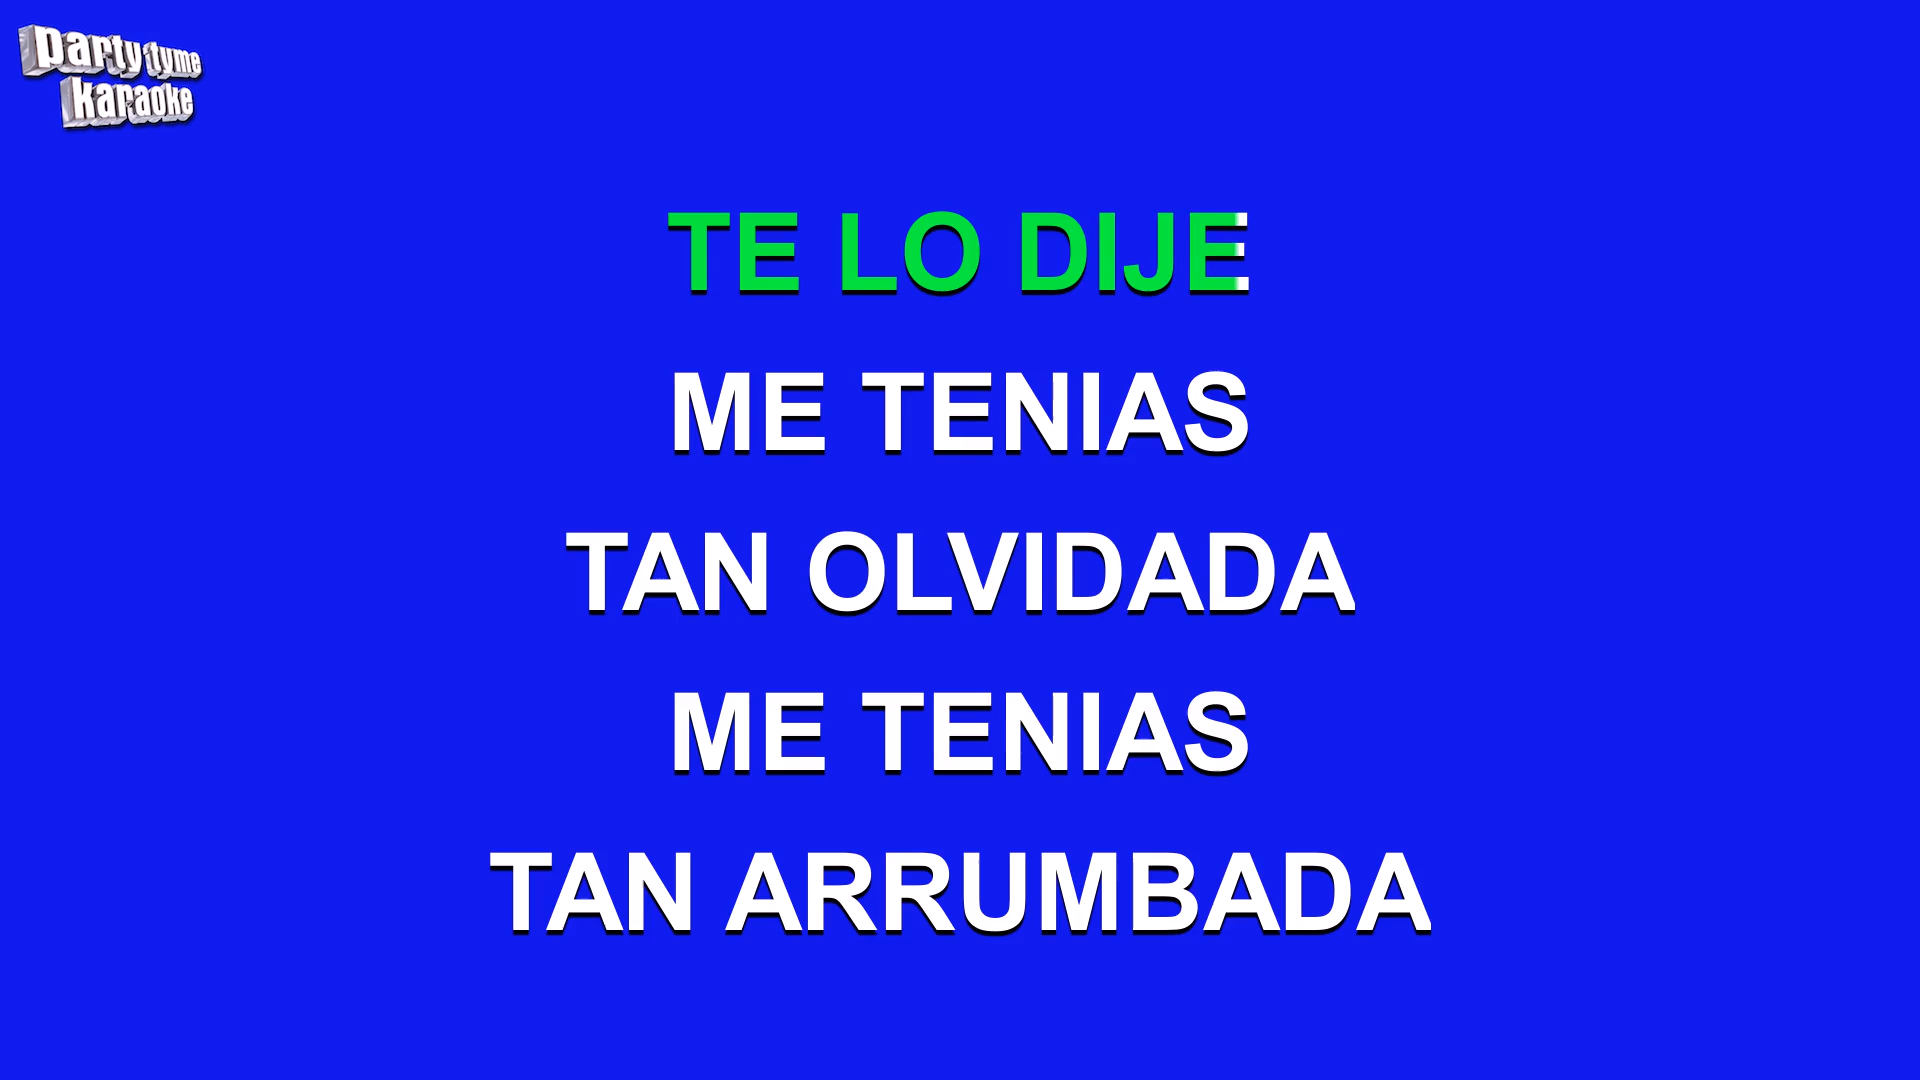 party tyme
karaoke
TE LO DIJE
ME TENIAS
TAN OLVIDADA
ME TENIAS
TAN ARRUMBADA